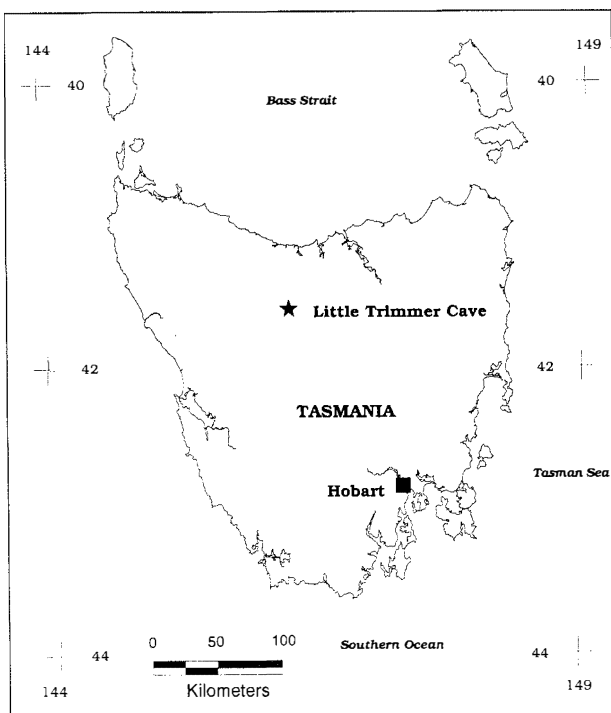 144
149
40
40
Bass Strait
Little Trimmer Cave
42
42
TASMANIA
Tasman Sea
Hobart
0 50 100
Southern Ocean
44
44
Kilometers
144
149